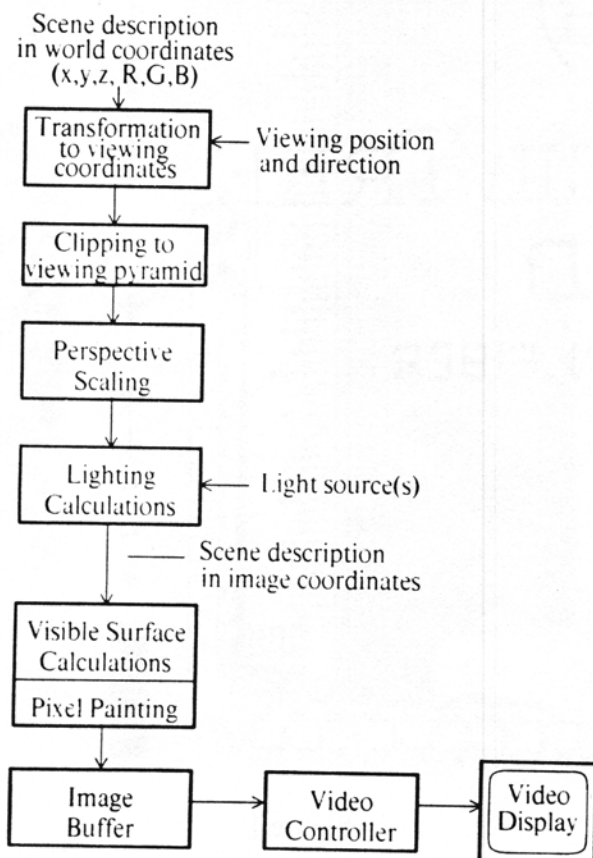 Scene description
in world coordinates
(x,y,z, R,G,B)
Transformation
to viewing
coordinates
Viewing position
and direction
Clipping to
viewing pyramid
Perspective
Scaling
Lighting
Calculations
Light source(s)
Scene description
in image coordinates
Visible Surface
Calculations
Pixel Painting
Image
Buffer
Video
Controller
Video
Display